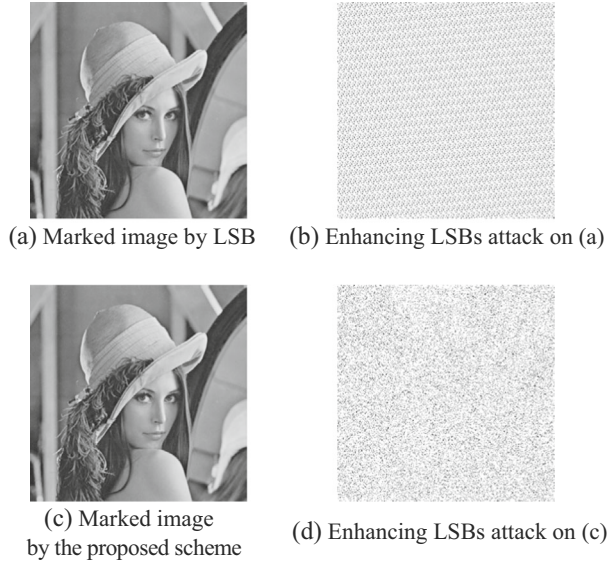 (a) Marked image by LSB
(b) Enhancing LSBs attack on (a)
(c) Marked image
by the proposed scheme
(d) Enhancing LSBs attack on (c)